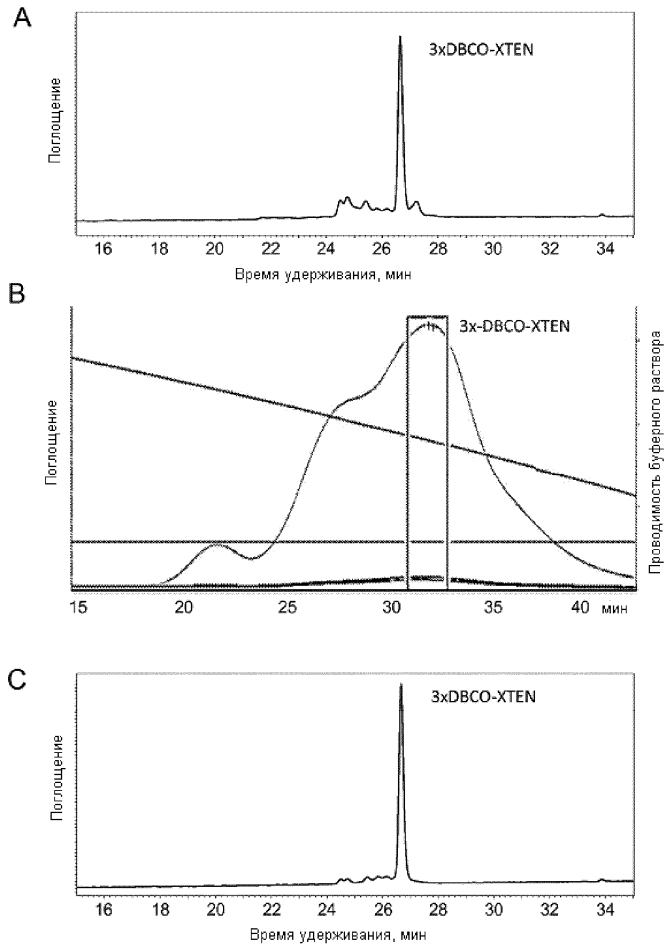 A
3xDBCO-XTEN
Поглощение
16 18 20 22 24 26 28 30 32 34
Время удерживания, мин
B
3x-DBCO-XTEN
Поглощение
Проводимость буферного раствора
15 20 25 30 35 40 мин
C
3xDBCO-XTEN
Поглощение
16 18 20 22 24 26 28 30 32 34
Время удерживания, мин